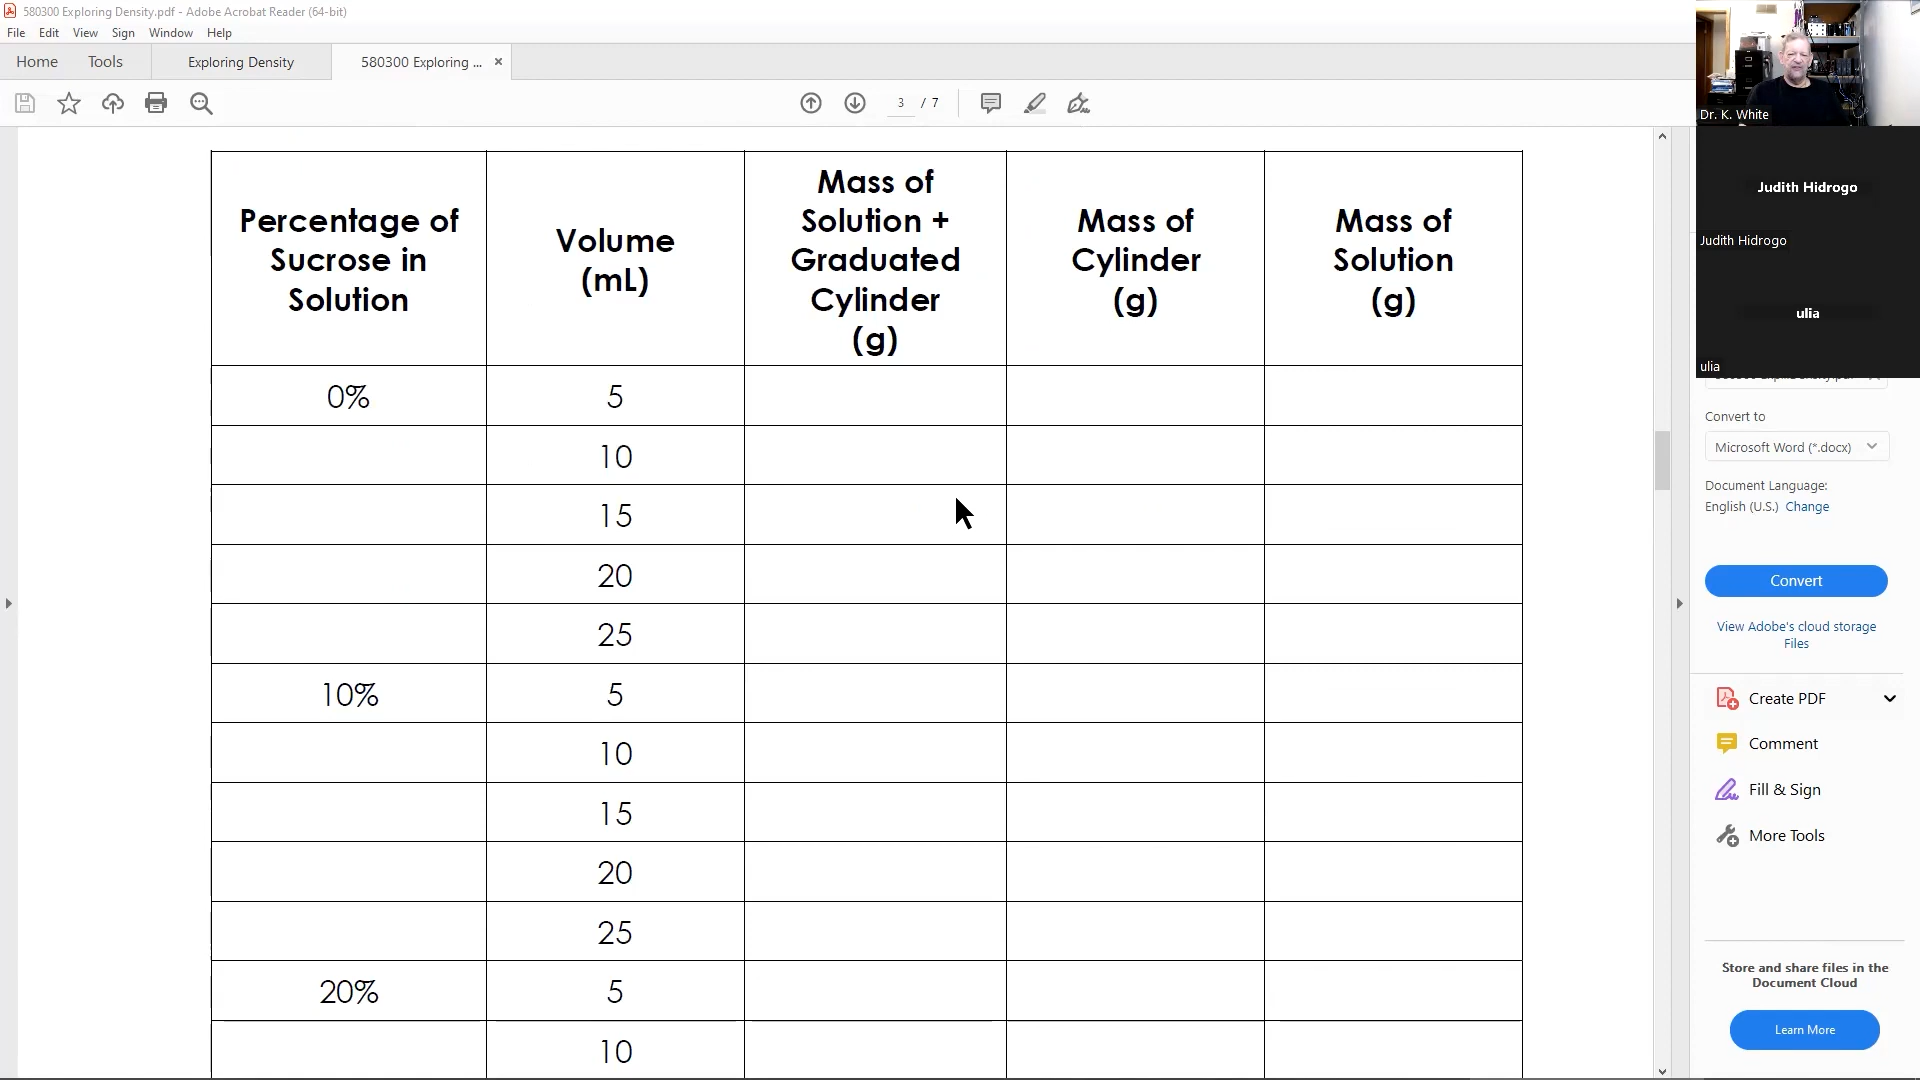 580300 Exploring Density.pdf - Adobe Acrobat Reader (64-bit)
File Edit View Sign Window Help
Home Tools Exploring Density 580300 Exploring ... ×
3 / 7
Percentage of
Sucrose in
Solution
Volume
(mL)
Mass of
Solution +
Graduated
Cylinder
(g)
Mass of
Cylinder
(g)
Mass of
Solution
(g)
0% 5
10
15
20
25
10% 5
10
15
20
25
20% 5
10
Dr. K. White
Judith Hidrogo
Judith Hidrogo
ulia
ulia
Convert to
Microsoft Word (*.docx)
Document Language:
English (U.S.) Change
Convert
View Adobe's cloud storage
Files
Create PDF
Comment
Fill & Sign
More Tools
Store and share files in the
Document Cloud
Learn More